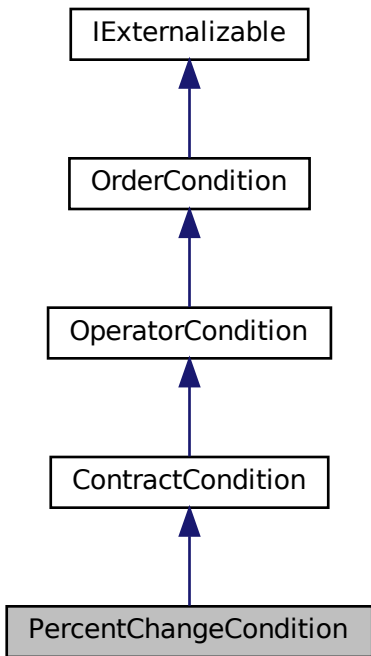 IExternalizable
OrderCondition
OperatorCondition
ContractCondition
PercentChangeCondition